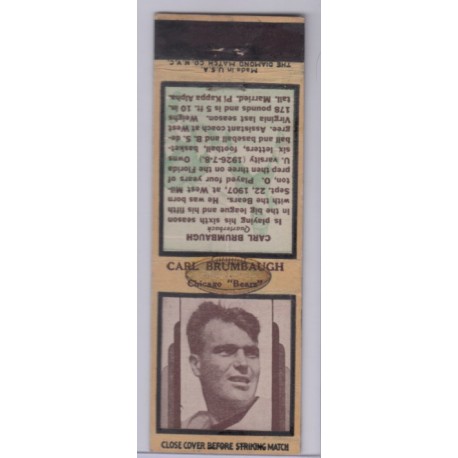 CARL BRUMBAUGH
Quarterback
Is playing his sixth season
in the big league and his fifth
with the Bears. He was born
Sept. 22, 1907, at West Mil-
ton, O. Played four years of
prep then three on the Florida
U. varsity (1926-7-8). Owns
six letters, football, basket-
ball and baseball and B. S. de-
gree. Assistant coach at West
Virginia last season. Weighs
178 pounds and is 5 ft. 10 in.
tall. Married. Pi Kappa Alpha.
Made in U.S.A
THE DIAMOND MATCH CO. N.Y.C.
CARL BRUMBAUGH
Chicago "Bears"
CLOSE COVER BEFORE STRIKING MATCH